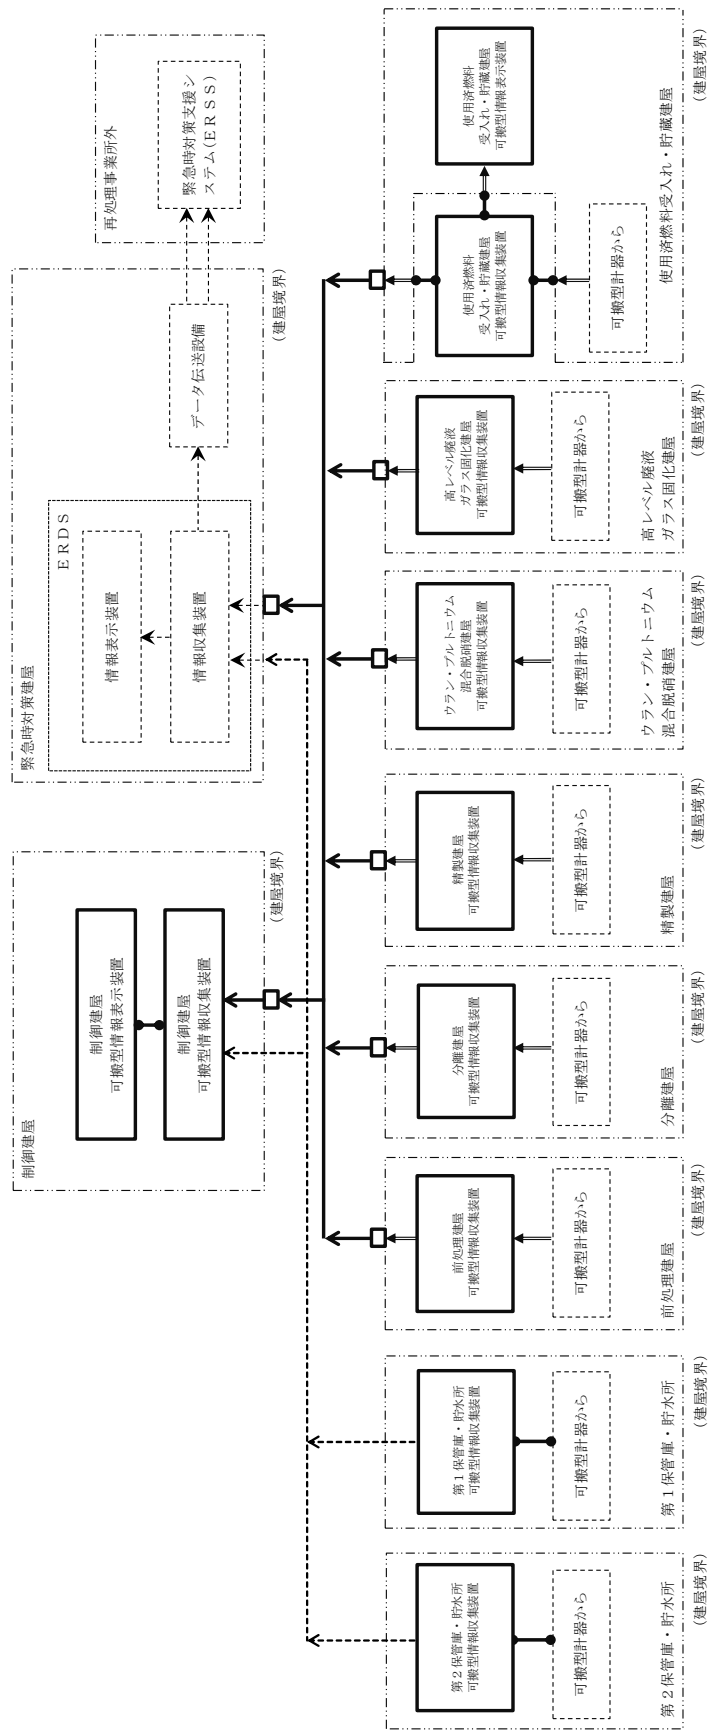 制御建屋
制御建屋
可搬型情報表示装置
制御建屋
可搬型情報収集装置
(建屋境界)
緊急時対策建屋
ERDS
情報表示装置
情報収集装置
データ伝送設備
(建屋境界)
再処理事業所外
緊急時対策支援シ
ステム(ERSS)
第2保管庫・貯水所
可搬型情報収集装置
可搬型計器から
第2保管庫・貯水所
(建屋境界)
第1保管庫・貯水所
可搬型情報収集装置
可搬型計器から
第1保管庫・貯水所
(建屋境界)
前処理建屋
可搬型情報収集装置
可搬型計器から
前処理建屋
(建屋境界)
分離建屋
可搬型情報収集装置
可搬型計器から
分離建屋
(建屋境界)
精製建屋
可搬型情報収集装置
可搬型計器から
精製建屋
(建屋境界)
ウラン・プルトニウム
混合脱硝建屋
可搬型情報収集装置
可搬型計器から
ウラン・プルトニウム
混合脱硝建屋
(建屋境界)
高レベル廃液
ガラス固化建屋
可搬型情報収集装置
可搬型計器から
高レベル廃液
ガラス固化建屋
(建屋境界)
使用済燃料
受入れ・貯蔵建屋
可搬型情報収集装置
使用済燃料
受入れ・貯蔵建屋
可搬型情報表示装置
可搬型計器から
使用済燃料受入れ・貯蔵建屋
(建屋境界)